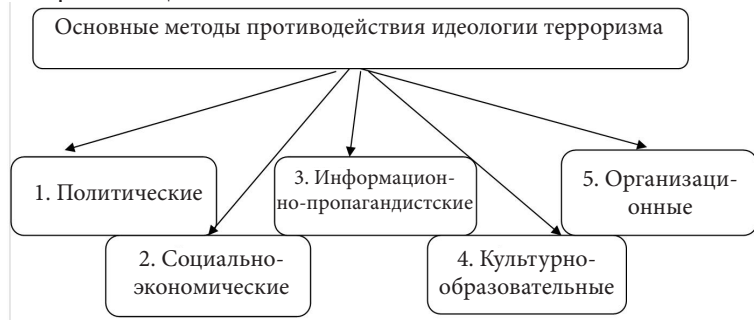 Основные методы противодействия идеологии терроризма
1. Политические
3. Информацион-
но-пропагандистские
5. Организаци-
онные
2. Социально-
экономические
4. Культурно-
образовательные